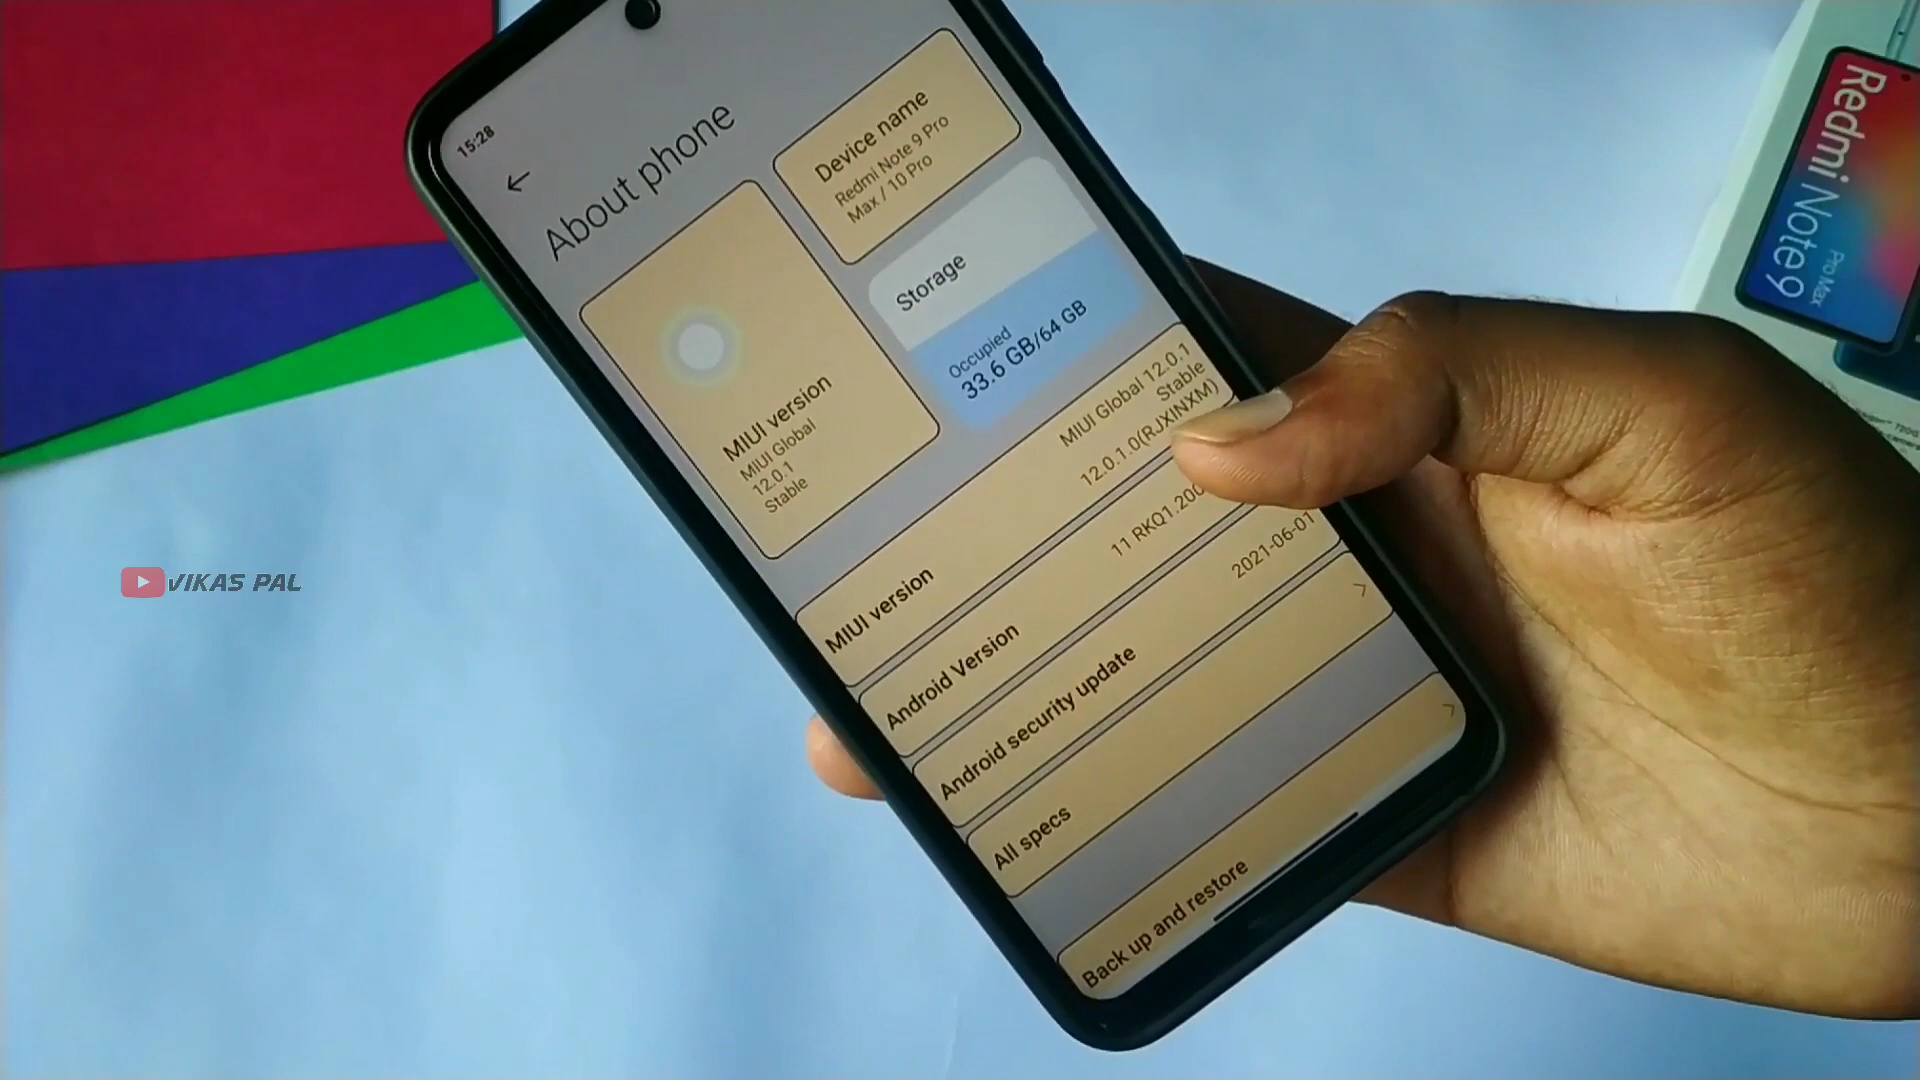 15:28
About phone
Device name
Redmi Note 9 Pro
Max / 10 Pro
MIUI version
MIUI Global
12.0.1
Stable
Storage
Occupied
33.6 GB/64 GB
MIUI version
MIUI Global 12.0.1
Stable
12.0.1.0(RJXINXM)
Android Version
11 RKQ1.200
Android security update
2021-06-01
All specs
Back up and restore
Redmi Note 9
Pro Max
VIKAS PAL